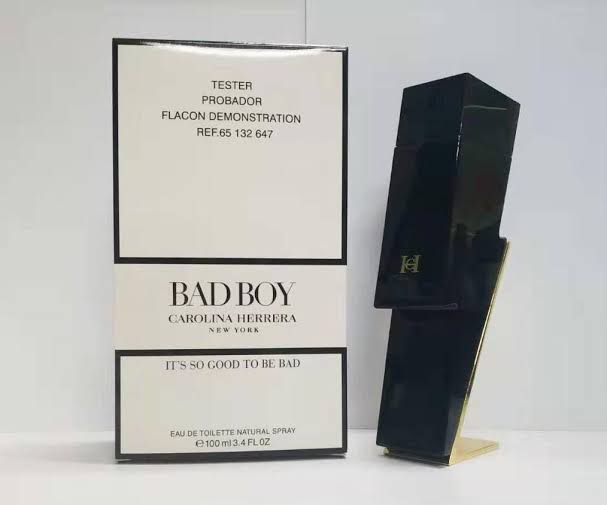 TESTER
PROBADOR
FLACON DEMONSTRATION
REF.65 132 647
BAD BOY
CAROLINA HERRERA
NEW YORK
IT'S SO GOOD TO BE BAD
EAU DE TOILETTE NATURAL SPRAY
℮100 ml 3.4 FL.OZ
CH